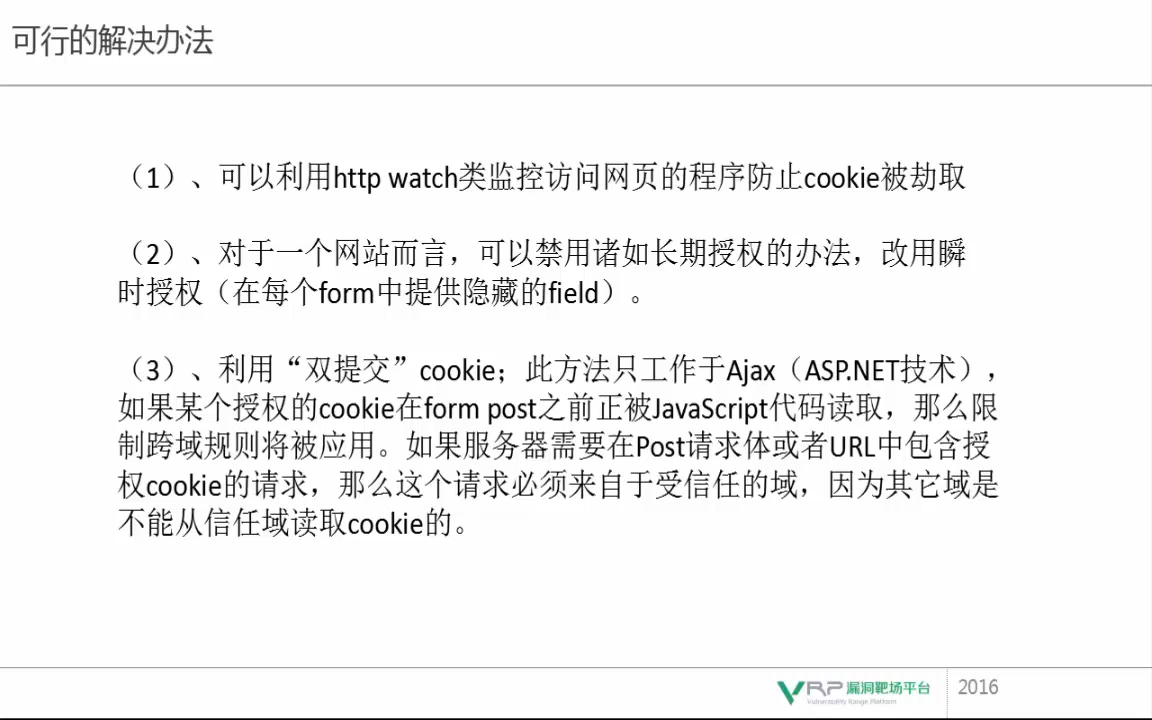 可行的解决办法
（1）、可以利用http watch类监控访问网页的程序防止cookie被劫取
（2）、对于一个网站而言，可以禁用诸如长期授权的办法，改用瞬
时授权（在每个form中提供隐藏的field）。
（3）、利用“双提交”cookie；此方法只工作于Ajax（ASP.NET技术），
如果某个授权的cookie在form post之前正被JavaScript代码读取，那么限
制跨域规则将被应用。如果服务器需要在Post请求体或者URL中包含授
权cookie的请求，那么这个请求必须来自于受信任的域，因为其它域是
不能从信任域读取cookie的。
VRP 漏洞靶场平台
Vulnerability Range Platform
2016